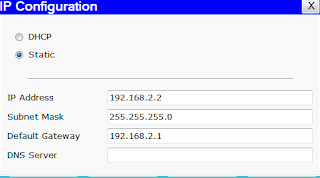 IP Configuration X
DHCP
Static
IP Address 192.168.2.2
Subnet Mask 255.255.255.0
Default Gateway 192.168.2.1
DNS Server